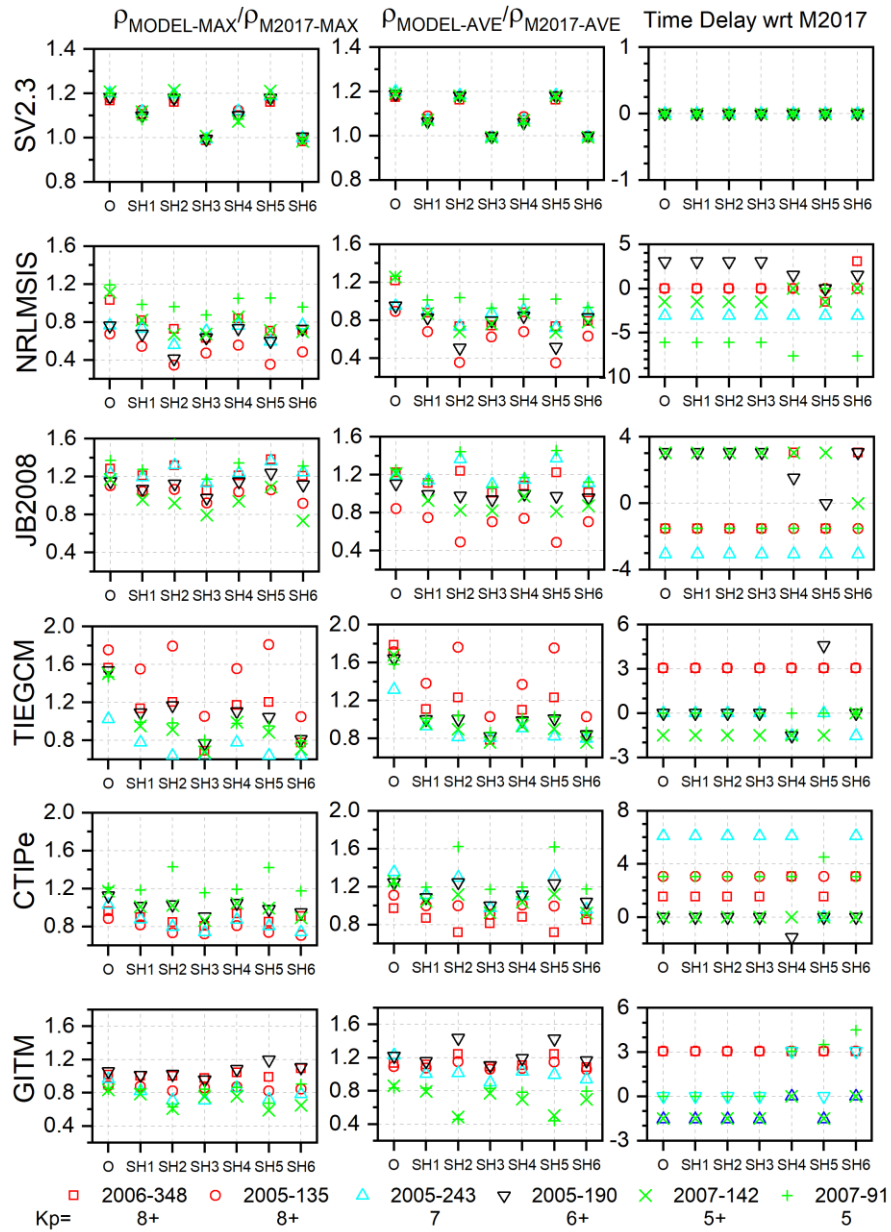 ρMODEL-MAX/ρM2017-MAX ρMODEL-AVE/ρM2017-AVE Time Delay wrt M2017
SV2.3
1.4 1.4 1
1.2 1.2
1.0 1.0 0
0.8 0.8 -1
O SH1 SH2 SH3 SH4 SH5 SH6 O SH1 SH2 SH3 SH4 SH5 SH6 O SH1 SH2 SH3 SH4 SH5 SH6
NRLMSIS
1.6 1.6 5
1.2 1.2 0
0.8 0.8 -5
0.4 0.4 10
O SH1 SH2 SH3 SH4 SH5 SH6 O SH1 SH2 SH3 SH4 SH5 SH6 O SH1 SH2 SH3 SH4 SH5 SH6
JB2008
1.6 1.6 4
1.2 1.2
0.8 0.8 0
0.4 0.4 -4
O SH1 SH2 SH3 SH4 SH5 SH6 O SH1 SH2 SH3 SH4 SH5 SH6 O SH1 SH2 SH3 SH4 SH5 SH6
TIEGCM
2.0 2.0 6
1.6 1.6 3
1.2 1.2 0
0.8 0.8 -3
O SH1 SH2 SH3 SH4 SH5 SH6 O SH1 SH2 SH3 SH4 SH5 SH6 O SH1 SH2 SH3 SH4 SH5 SH6
CTIPe
2.0 2.0 8
1.6 1.6 4
1.2 1.2 0
0.8 0.8
O SH1 SH2 SH3 SH4 SH5 SH6 O SH1 SH2 SH3 SH4 SH5 SH6 O SH1 SH2 SH3 SH4 SH5 SH6
GITM
1.6 1.6 6
1.2 1.2 3
0.8 0.8 0
0.4 0.4 -3
O SH1 SH2 SH3 SH4 SH5 SH6 O SH1 SH2 SH3 SH4 SH5 SH6 O SH1 SH2 SH3 SH4 SH5 SH6
2006-348 2005-135 2005-243 2005-190 2007-142 2007-91
Kp= 8+ 8+ 7 6+ 5+ 5